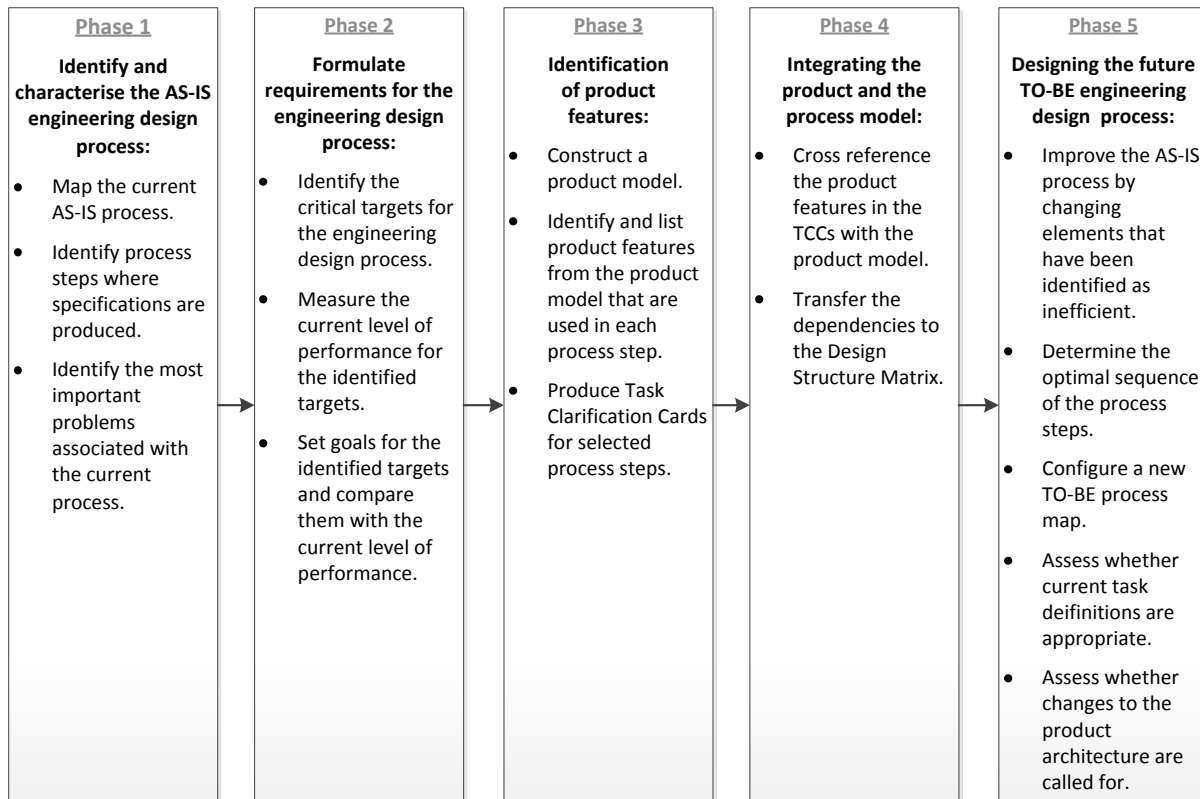 Phase 1
Identify and
characterise the AS-IS
engineering design
process:
• Map the current
AS-IS process.
• Identify process
steps where
specifications are
produced.
• Identify the most
important
problems
associated with
the current
process.
Phase 2
Formulate
requirements for the
engineering design
process:
• Identify the
critical targets for
the engineering
design process.
• Measure the
current level of
performance for
the identified
targets.
• Set goals for the
identified targets
and compare
them with the
current level of
performance.
Phase 3
Identification
of product
features:
• Construct a
product model.
• Identify and list
product features
from the product
model that are
used in each
process step.
• Produce Task
Clarification Cards
for selected
process steps.
Phase 4
Integrating the
product and the
process model:
• Cross reference
the product
features in the
TCCs with the
product model.
• Transfer the
dependencies to
the Design
Structure Matrix.
Phase 5
Designing the future
TO-BE engineering
design process:
• Improve the AS-IS
process by
changing
elements that
have been
identified as
inefficient.
• Determine the
optimal sequence
of the process
steps.
• Configure a new
TO-BE process
map.
• Assess whether
current task
deifinitions are
appropriate.
• Assess whether
changes to the
product
architecture are
called for.